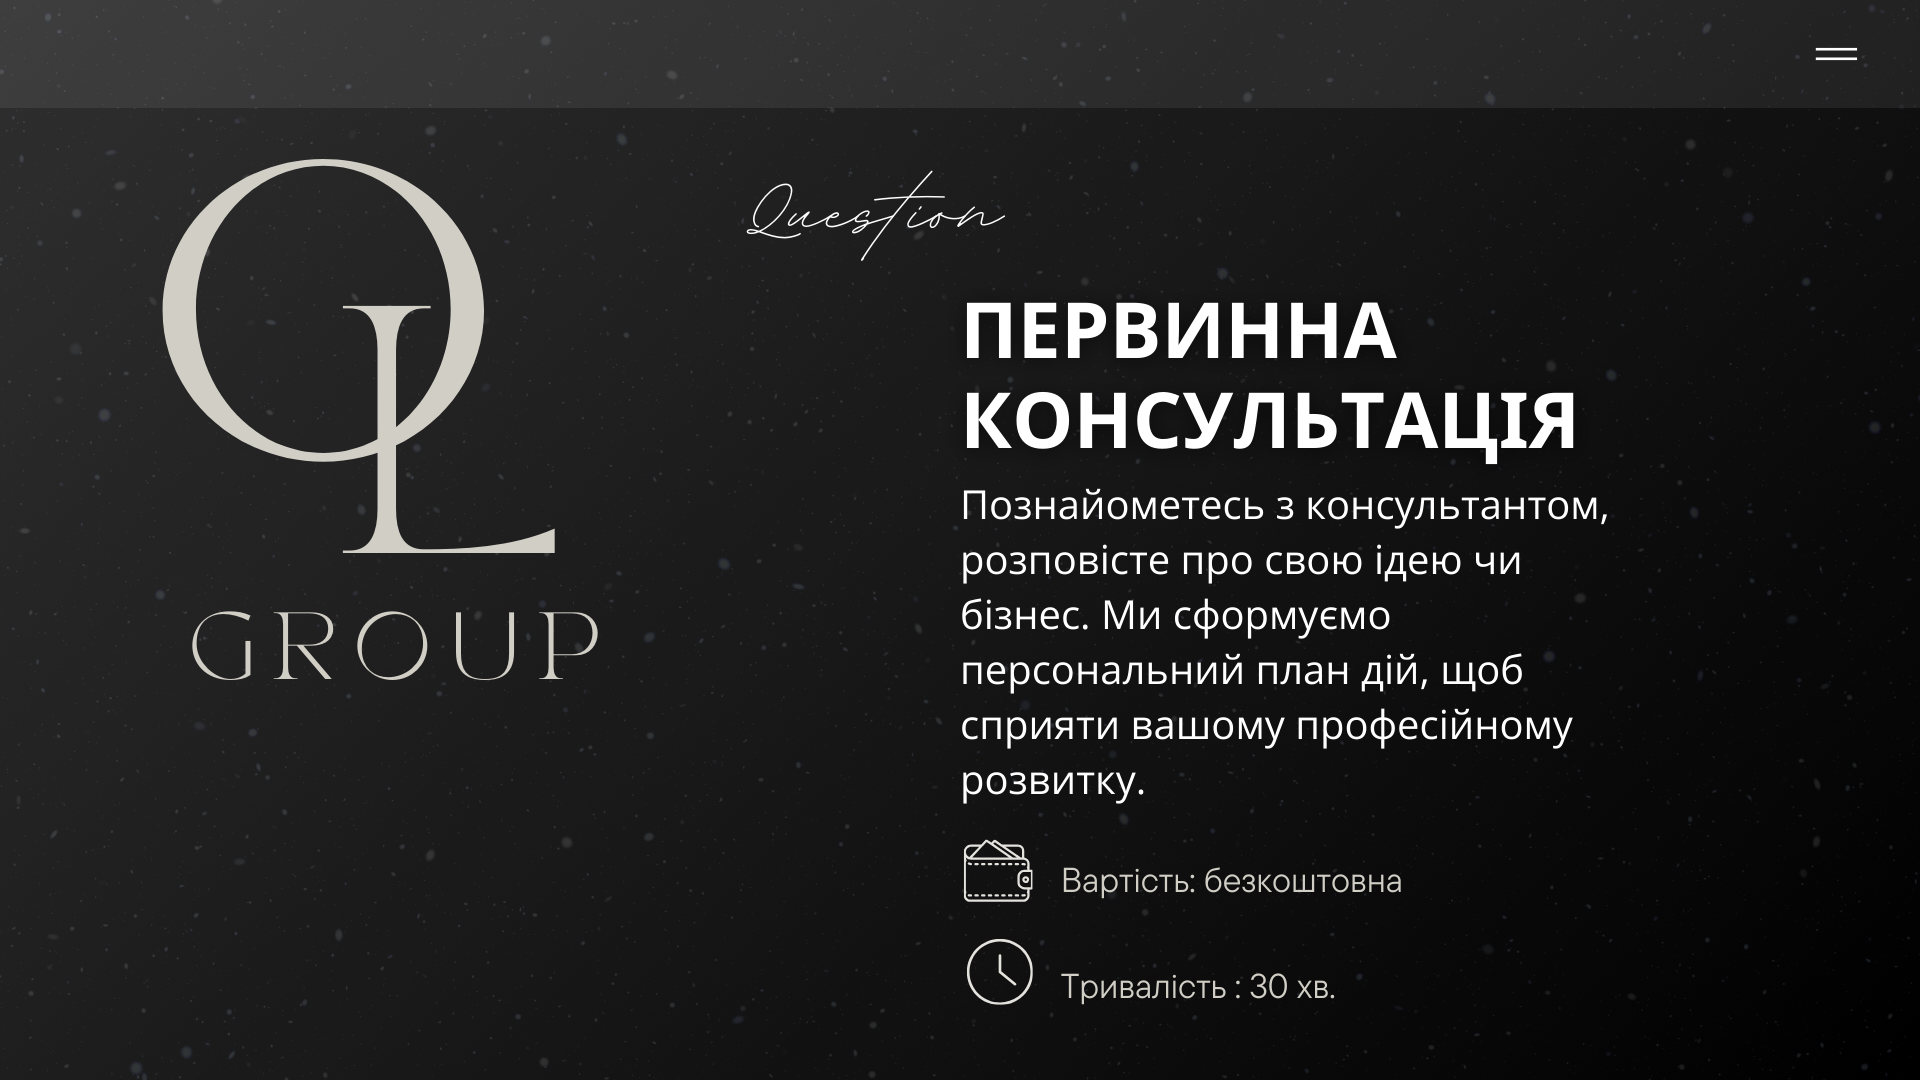 OL
GROUP
Question
ПЕРВИННА
КОНСУЛЬТАЦІЯ
Познайометесь з консультантом,
розповісте про свою ідею чи
бізнес. Ми сформуємо
персональний план дій, щоб
сприяти вашому професійному
розвитку.
Вартість: безкоштовна
Тривалість : 30 хв.